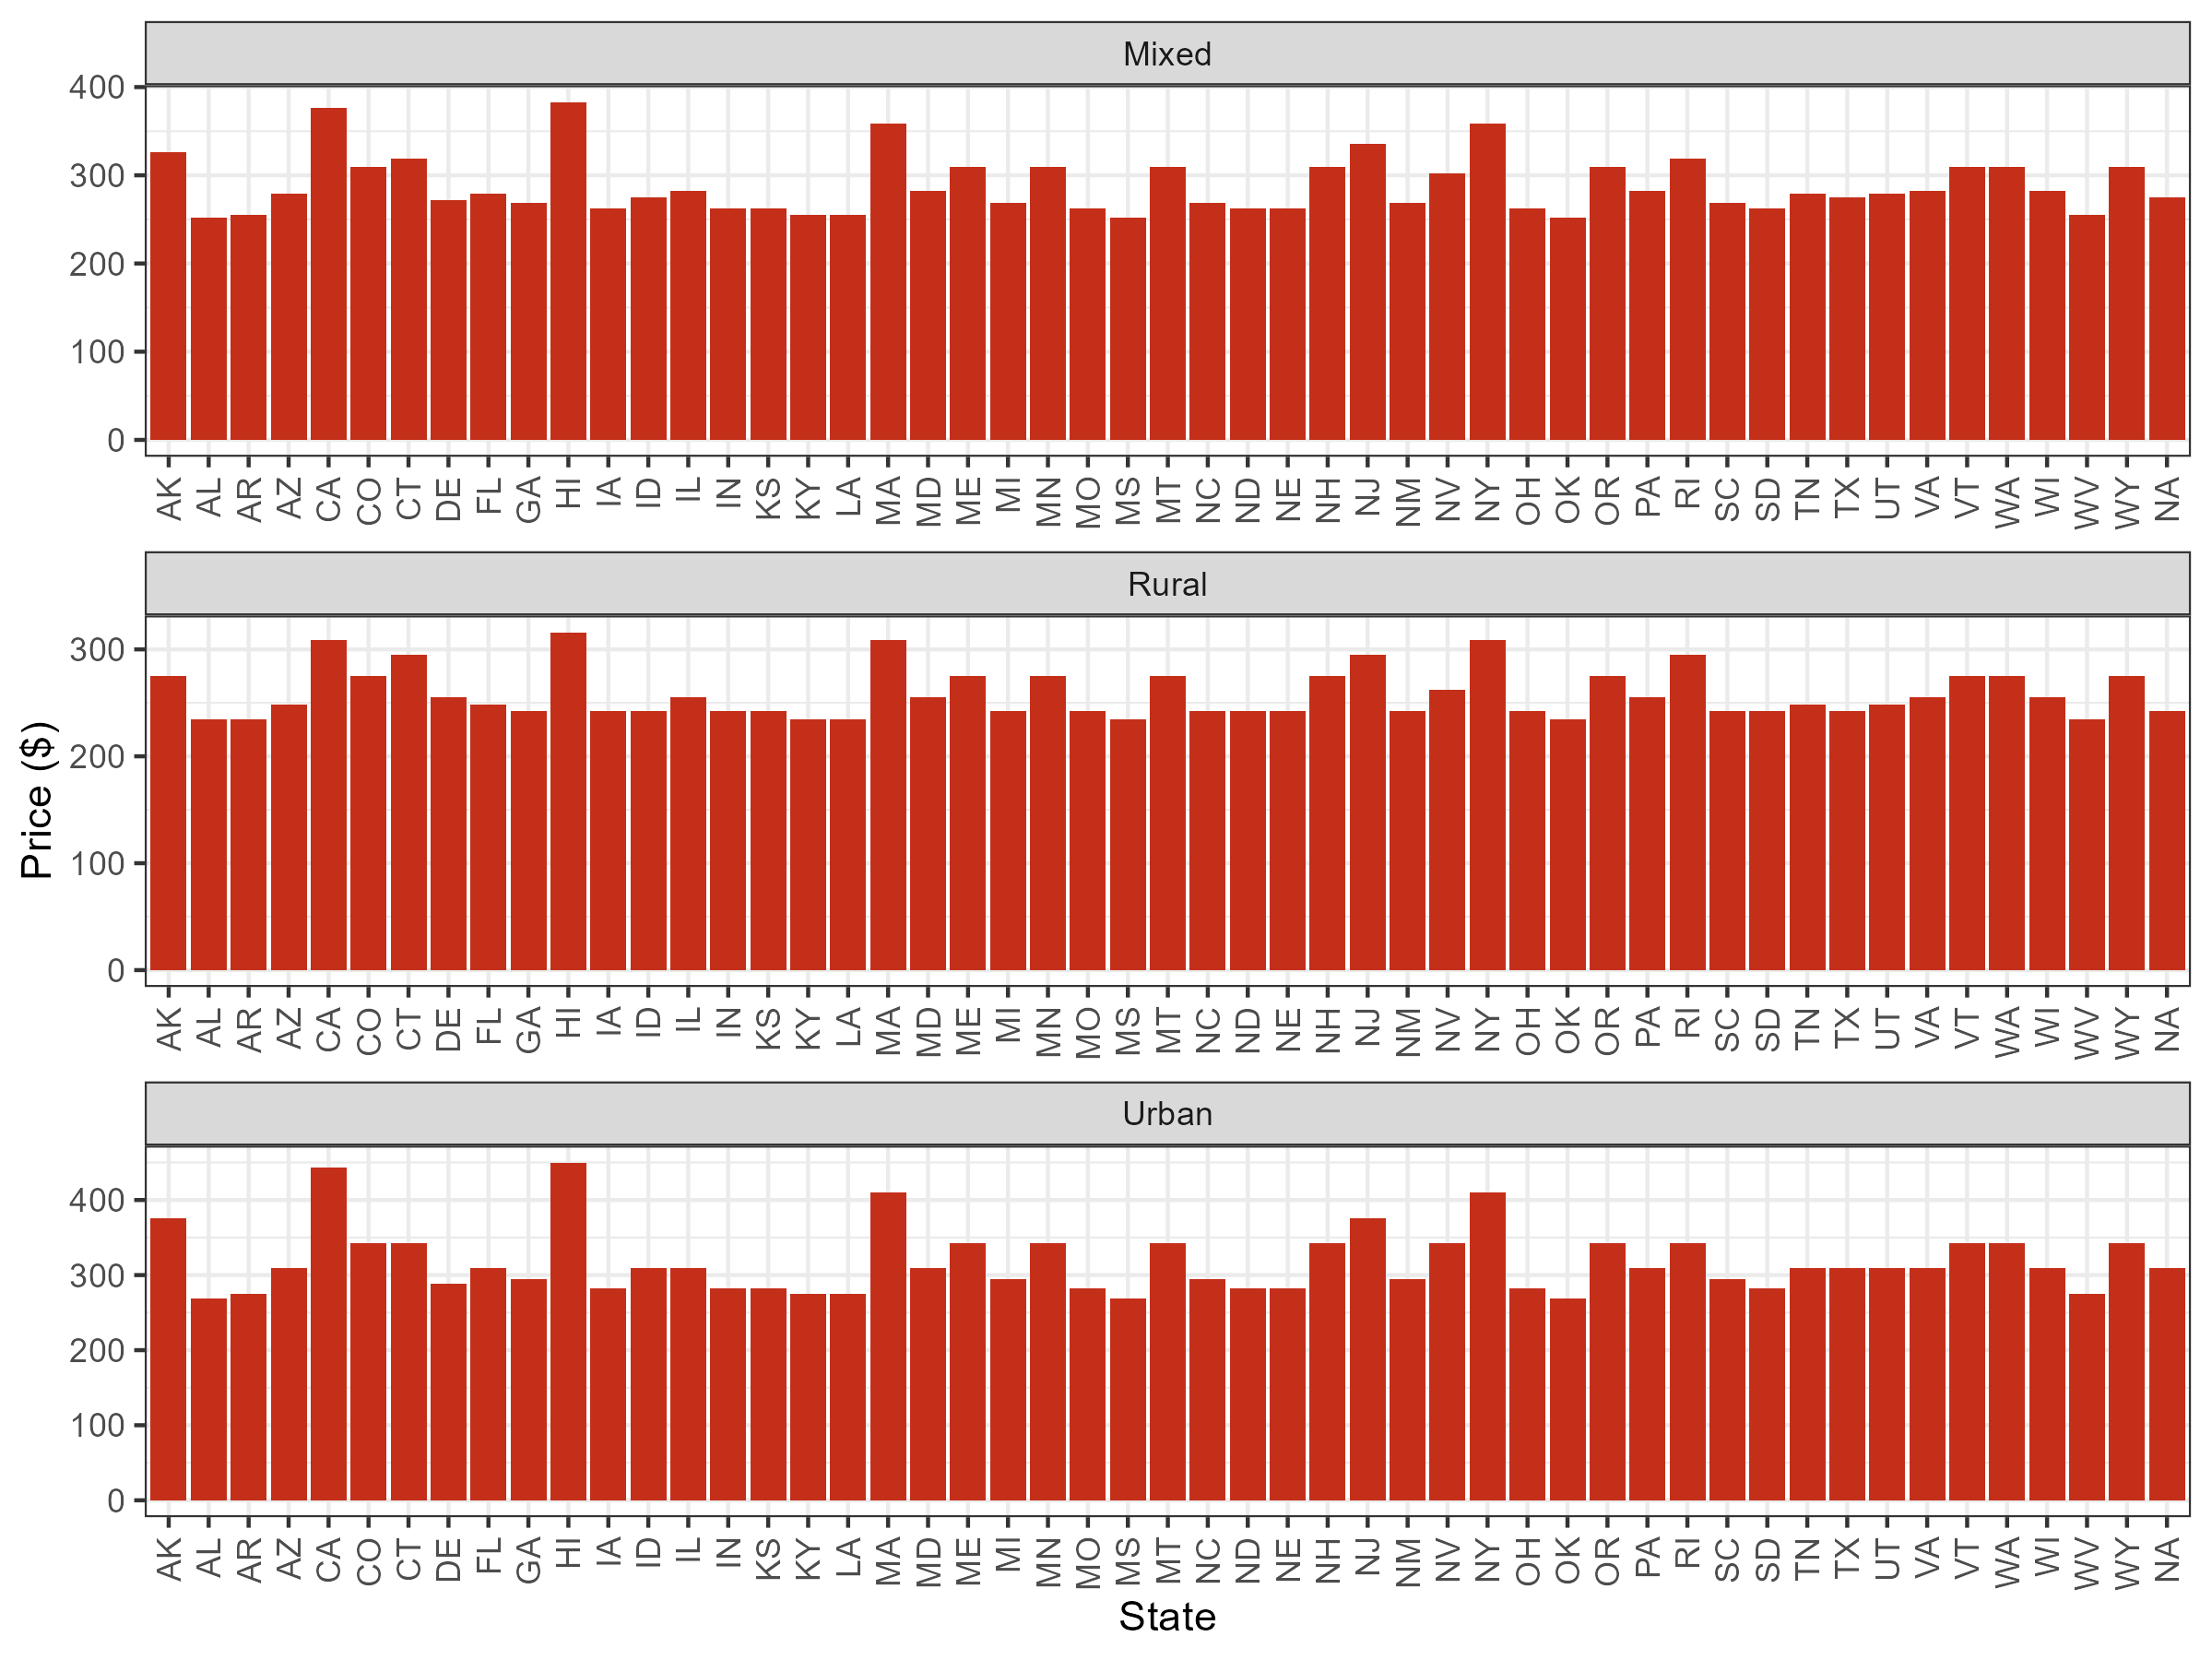 Mixed
400
300
200
100
0
AK AL AR AZ CA CO CT DE FL GA HI IA ID IL IN KS KY LA MA MD ME MI MN MO MS MT NC ND NE NH NJ NM NV NY OH OK OR PA RI SC SD TN TX UT VA VT WA WI WV WY NA
Rural
300
200
100
0
AK AL AR AZ CA CO CT DE FL GA HI IA ID IL IN KS KY LA MA MD ME MI MN MO MS MT NC ND NE NH NJ NM NV NY OH OK OR PA RI SC SD TN TX UT VA VT WA WI WV WY NA
Price ($)
Urban
400
300
200
100
0
AK AL AR AZ CA CO CT DE FL GA HI IA ID IL IN KS KY LA MA MD ME MI MN MO MS MT NC ND NE NH NJ NM NV NY OH OK OR PA RI SC SD TN TX UT VA VT WA WI WV WY NA
State